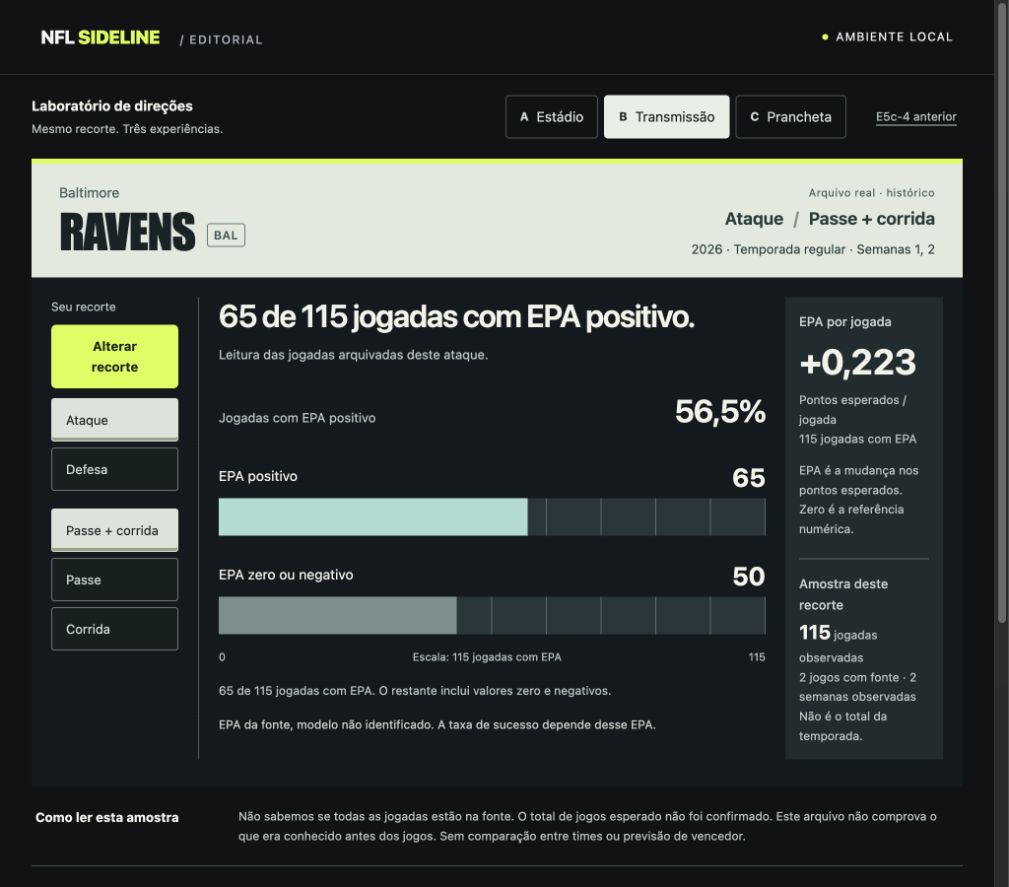 NFL SIDELINE / EDITORIAL
AMBIENTE LOCAL
Laboratório de direções
Mesmo recorte. Três experiências.
A Estádio
B Transmissão
C Prancheta
E5c-4 anterior
Baltimore
RAVENS BAL
Arquivo real · histórico
Ataque / Passe + corrida
2026 · Temporada regular · Semanas 1, 2
Seu recorte
Alterar
recorte
Ataque
Defesa
Passe + corrida
Passe
Corrida
65 de 115 jogadas com EPA positivo.
Leitura das jogadas arquivadas deste ataque.
Jogadas com EPA positivo 56,5%
EPA positivo 65
EPA zero ou negativo 50
0 Escala: 115 jogadas com EPA 115
65 de 115 jogadas com EPA. O restante inclui valores zero e negativos.
EPA da fonte, modelo não identificado. A taxa de sucesso depende desse EPA.
EPA por jogada
+0,223
Pontos esperados /
jogada
115 jogadas com EPA
EPA é a mudança nos
pontos esperados.
Zero é a referência
numérica.
Amostra deste
recorte
115 jogadas
observadas
2 jogos com fonte · 2
semanas observadas
Não é o total da
temporada.
Como ler esta amostra
Não sabemos se todas as jogadas estão na fonte. O total de jogos esperado não foi confirmado. Este arquivo não comprova o
que era conhecido antes dos jogos. Sem comparação entre times ou previsão de vencedor.